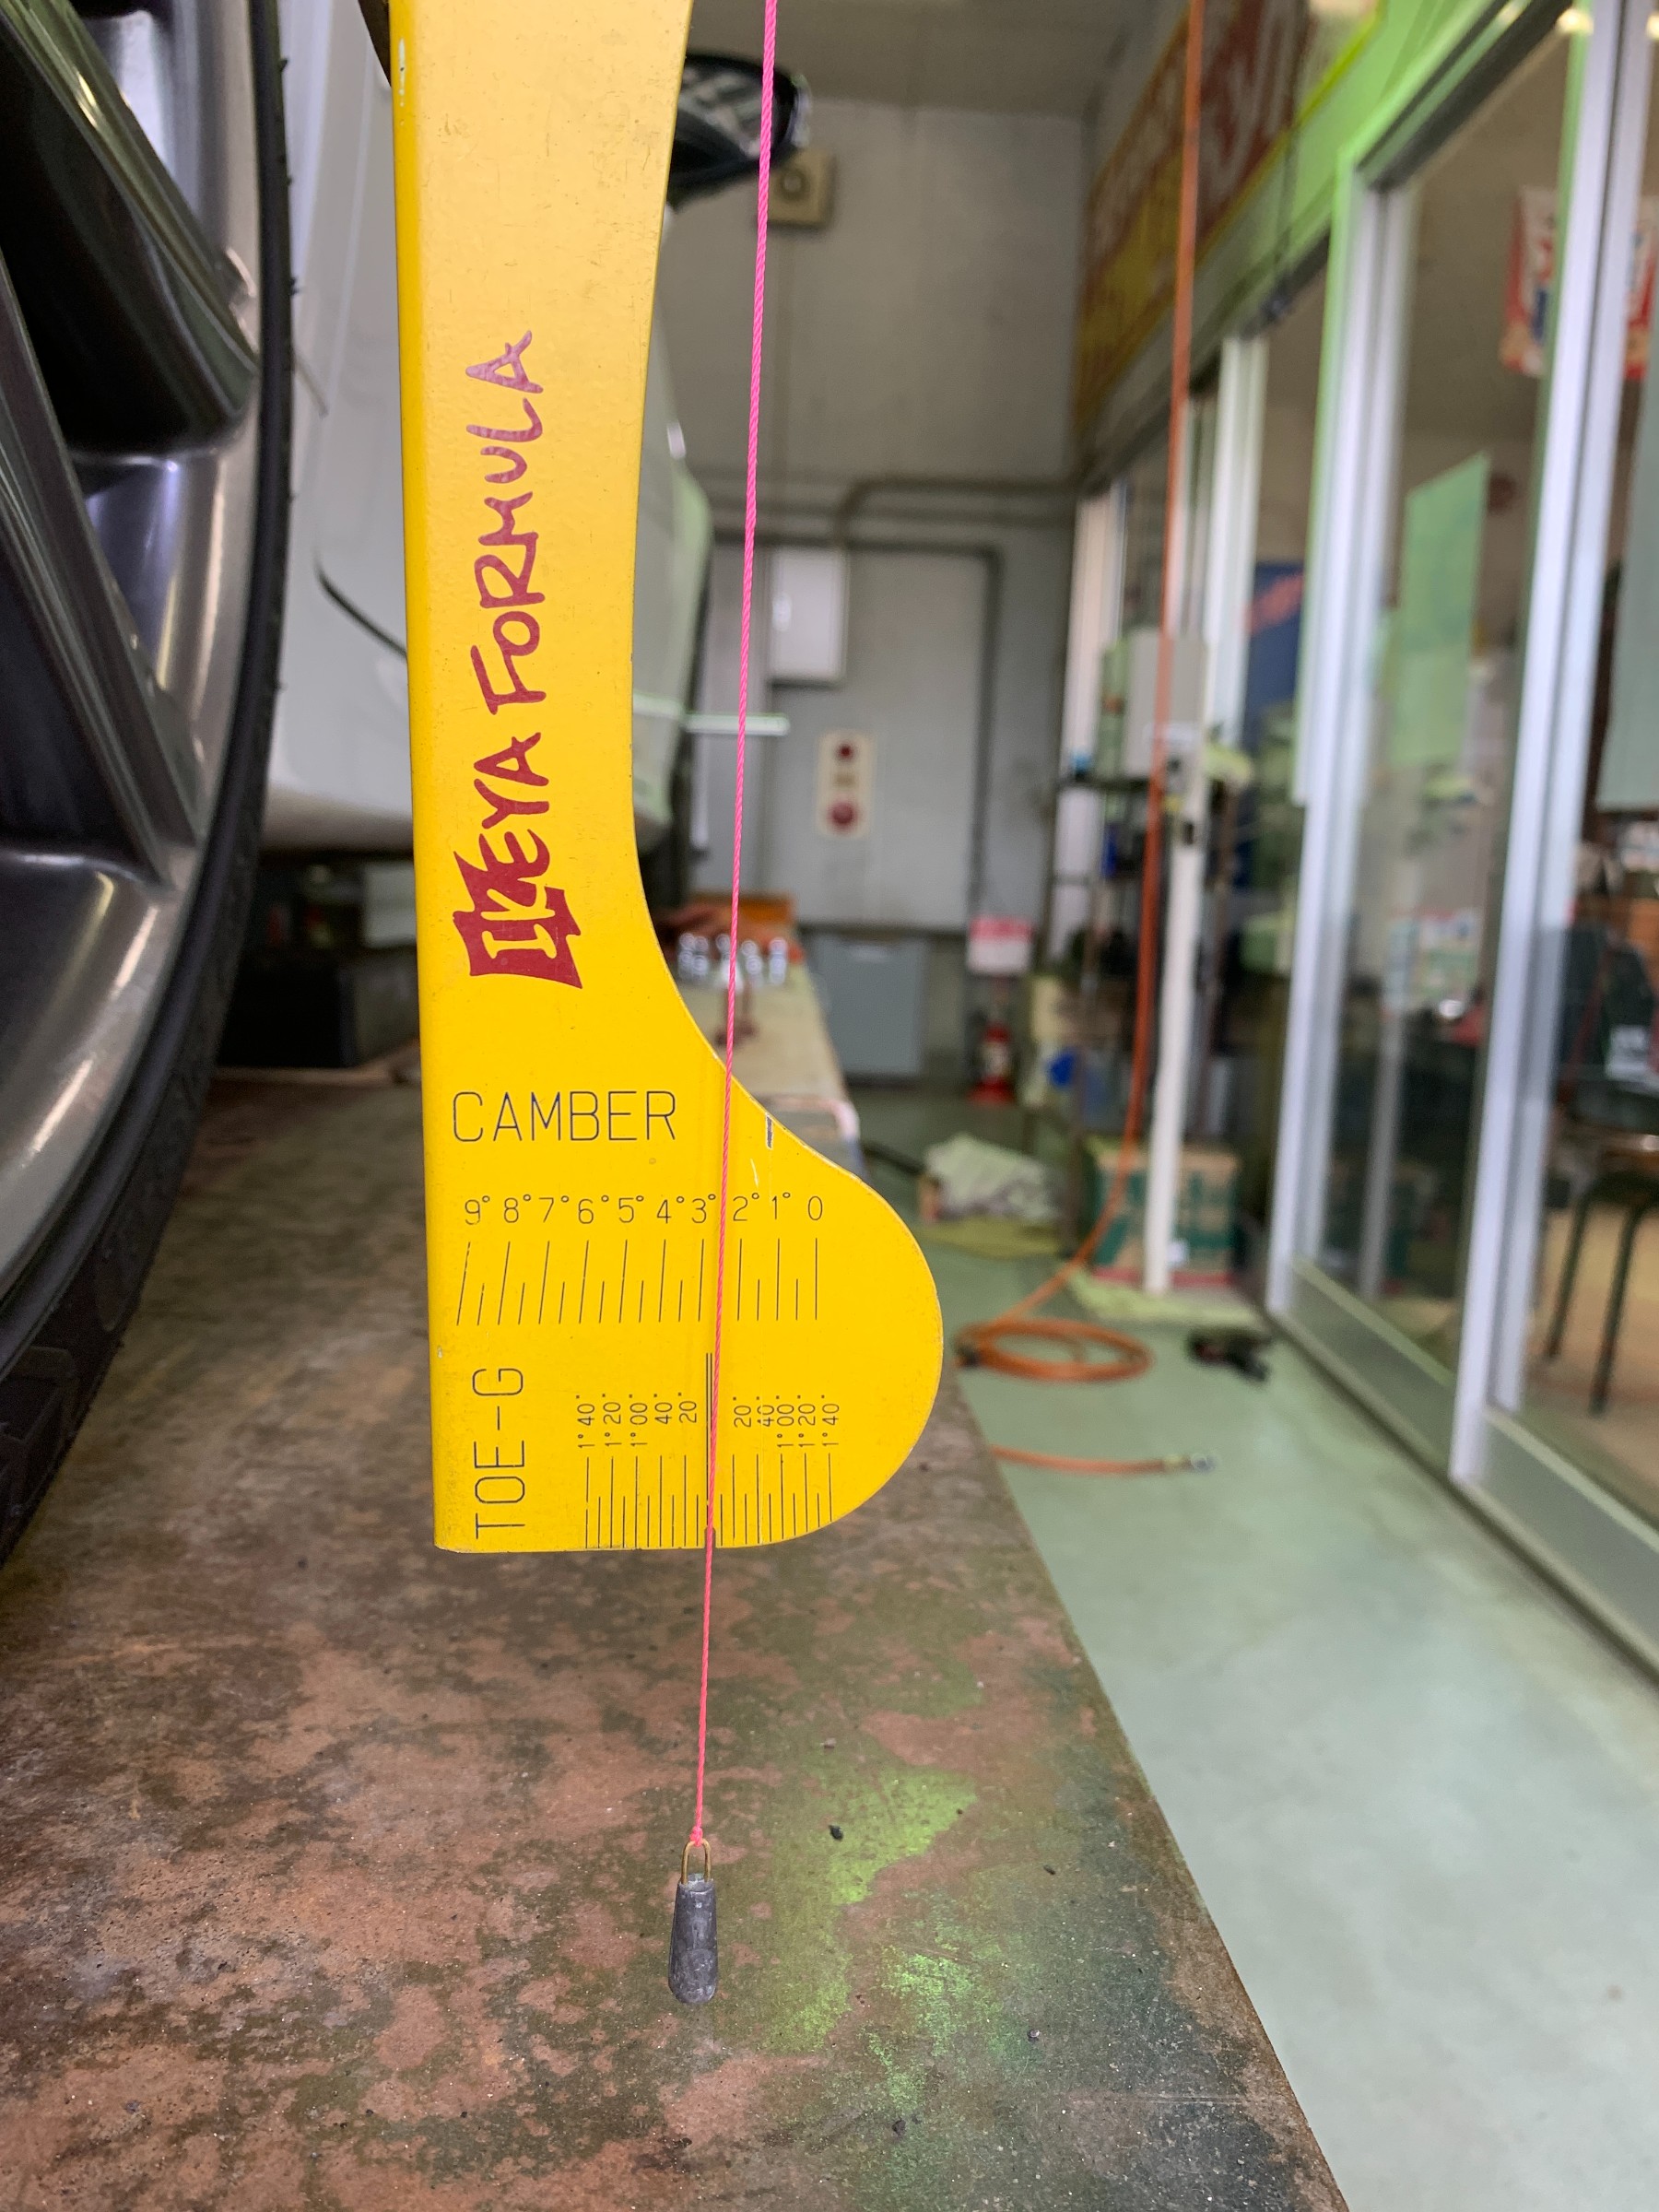 IKEYA FORMULA
CAMBER
9° 8° 7° 6° 5° 4° 3° 2° 1° 0
TOE-G
1°40' 1°20' 1°00' 40' 20' 20' 40' 1°00' 1°20' 1°40'